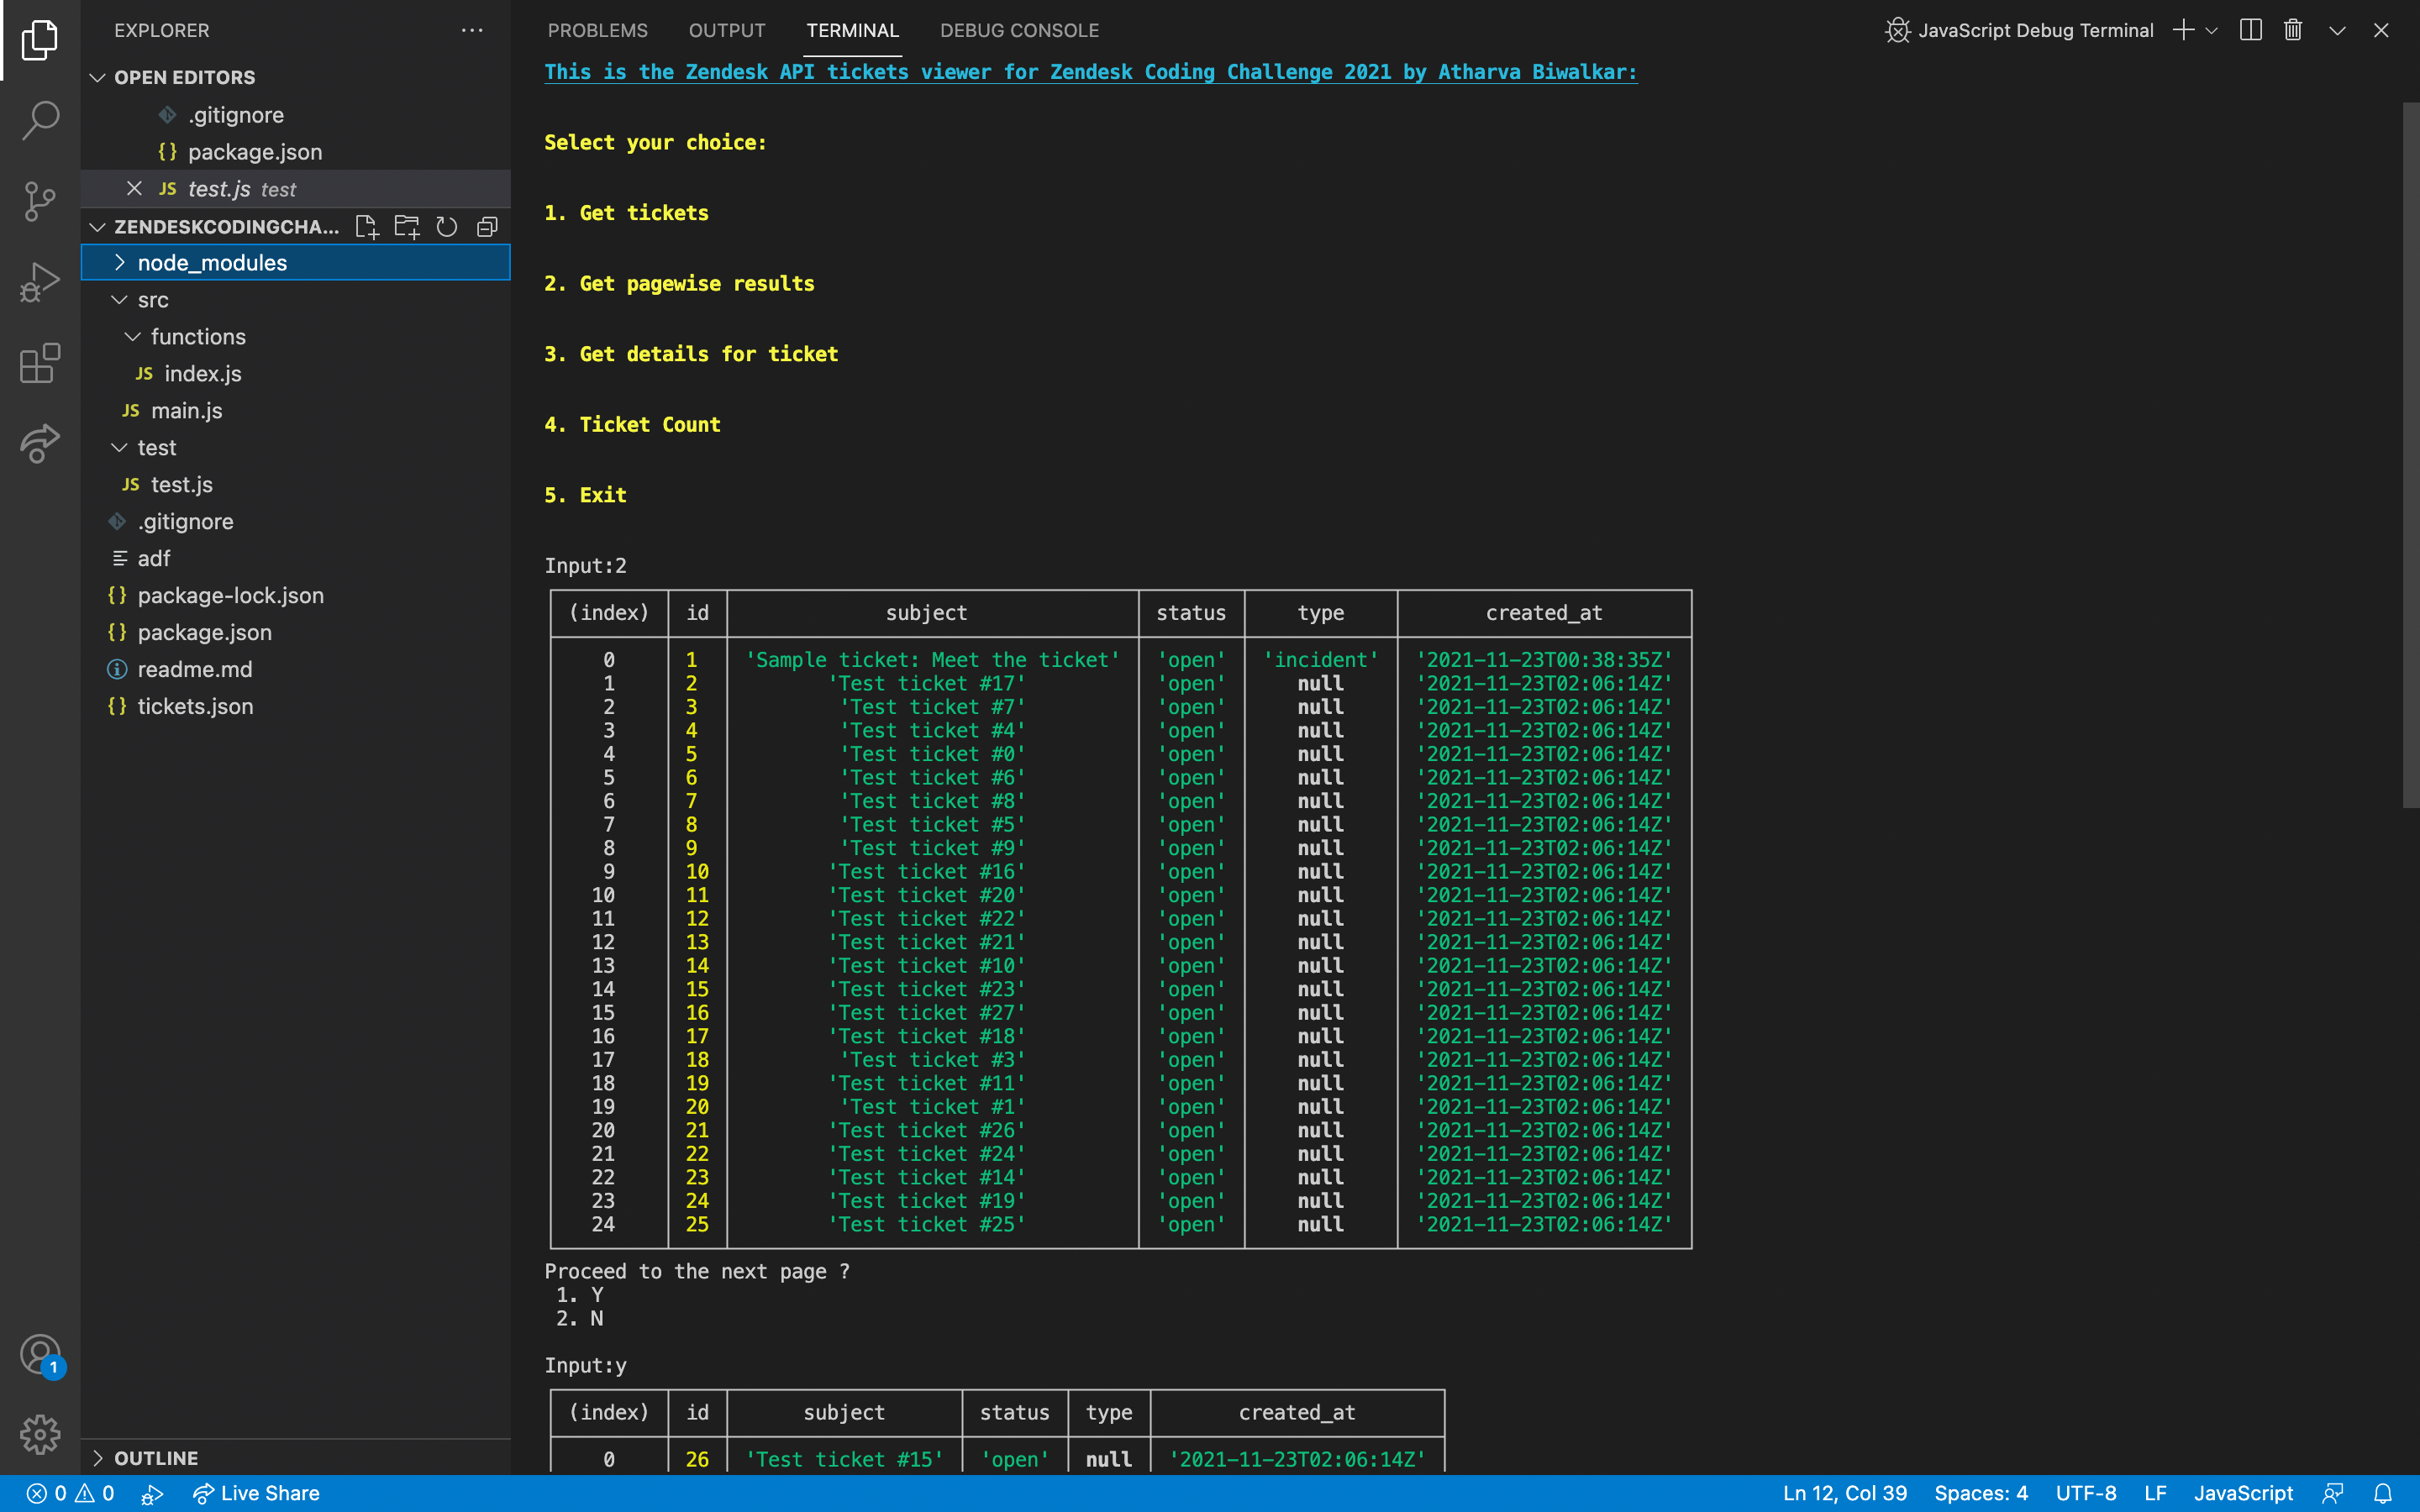 EXPLORER
OPEN EDITORS
.gitignore
{} package.json
JS test.js test
ZENDESKCODINGCHA...
node_modules
src
functions
JS index.js
JS main.js
test
JS test.js
.gitignore
adf
{} package-lock.json
{} package.json
readme.md
{} tickets.json
OUTLINE
PROBLEMS OUTPUT TERMINAL DEBUG CONSOLE
JavaScript Debug Terminal
This is the Zendesk API tickets viewer for Zendesk Coding Challenge 2021 by Atharva Biwalkar:
Select your choice:
1. Get tickets
2. Get pagewise results
3. Get details for ticket
4. Ticket Count
5. Exit
Input:2
(index) id subject status type created_at
0 1 'Sample ticket: Meet the ticket' 'open' 'incident' '2021-11-23T00:38:35Z'
1 2 'Test ticket #17' 'open' null '2021-11-23T02:06:14Z'
2 3 'Test ticket #7' 'open' null '2021-11-23T02:06:14Z'
3 4 'Test ticket #4' 'open' null '2021-11-23T02:06:14Z'
4 5 'Test ticket #0' 'open' null '2021-11-23T02:06:14Z'
5 6 'Test ticket #6' 'open' null '2021-11-23T02:06:14Z'
6 7 'Test ticket #8' 'open' null '2021-11-23T02:06:14Z'
7 8 'Test ticket #5' 'open' null '2021-11-23T02:06:14Z'
8 9 'Test ticket #9' 'open' null '2021-11-23T02:06:14Z'
9 10 'Test ticket #16' 'open' null '2021-11-23T02:06:14Z'
10 11 'Test ticket #20' 'open' null '2021-11-23T02:06:14Z'
11 12 'Test ticket #22' 'open' null '2021-11-23T02:06:14Z'
12 13 'Test ticket #21' 'open' null '2021-11-23T02:06:14Z'
13 14 'Test ticket #10' 'open' null '2021-11-23T02:06:14Z'
14 15 'Test ticket #23' 'open' null '2021-11-23T02:06:14Z'
15 16 'Test ticket #27' 'open' null '2021-11-23T02:06:14Z'
16 17 'Test ticket #18' 'open' null '2021-11-23T02:06:14Z'
17 18 'Test ticket #3' 'open' null '2021-11-23T02:06:14Z'
18 19 'Test ticket #11' 'open' null '2021-11-23T02:06:14Z'
19 20 'Test ticket #1' 'open' null '2021-11-23T02:06:14Z'
20 21 'Test ticket #26' 'open' null '2021-11-23T02:06:14Z'
21 22 'Test ticket #24' 'open' null '2021-11-23T02:06:14Z'
22 23 'Test ticket #14' 'open' null '2021-11-23T02:06:14Z'
23 24 'Test ticket #19' 'open' null '2021-11-23T02:06:14Z'
24 25 'Test ticket #25' 'open' null '2021-11-23T02:06:14Z'
Proceed to the next page ?
1. Y
2. N
Input:y
(index) id subject status type created_at
0 26 'Test ticket #15' 'open' null '2021-11-23T02:06:14Z'
1
0 0 Live Share
Ln 12, Col 39 Spaces: 4 UTF-8 LF JavaScript